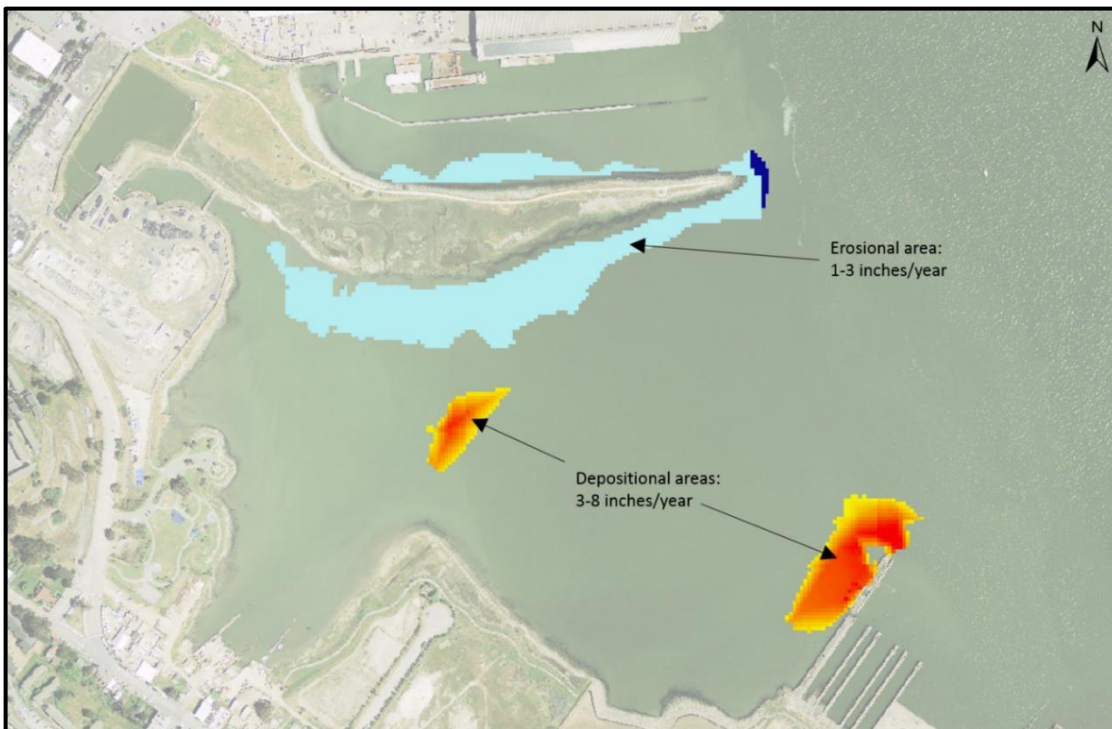 N
Erosional area:
1-3 inches/year
Depositional areas:
3-8 inches/year